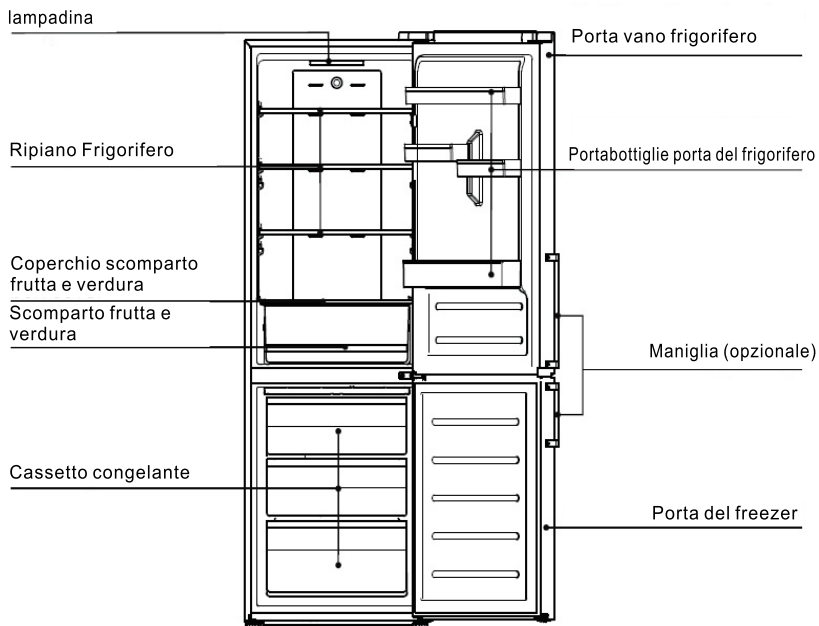 lampadina
Porta vano frigorifero
Ripiano Frigorifero
Portabottiglie porta del frigorifero
Coperchio scomparto
frutta e verdura
Scomparto frutta e
verdura
Maniglia (opzionale)
Cassetto congelante
Porta del freezer